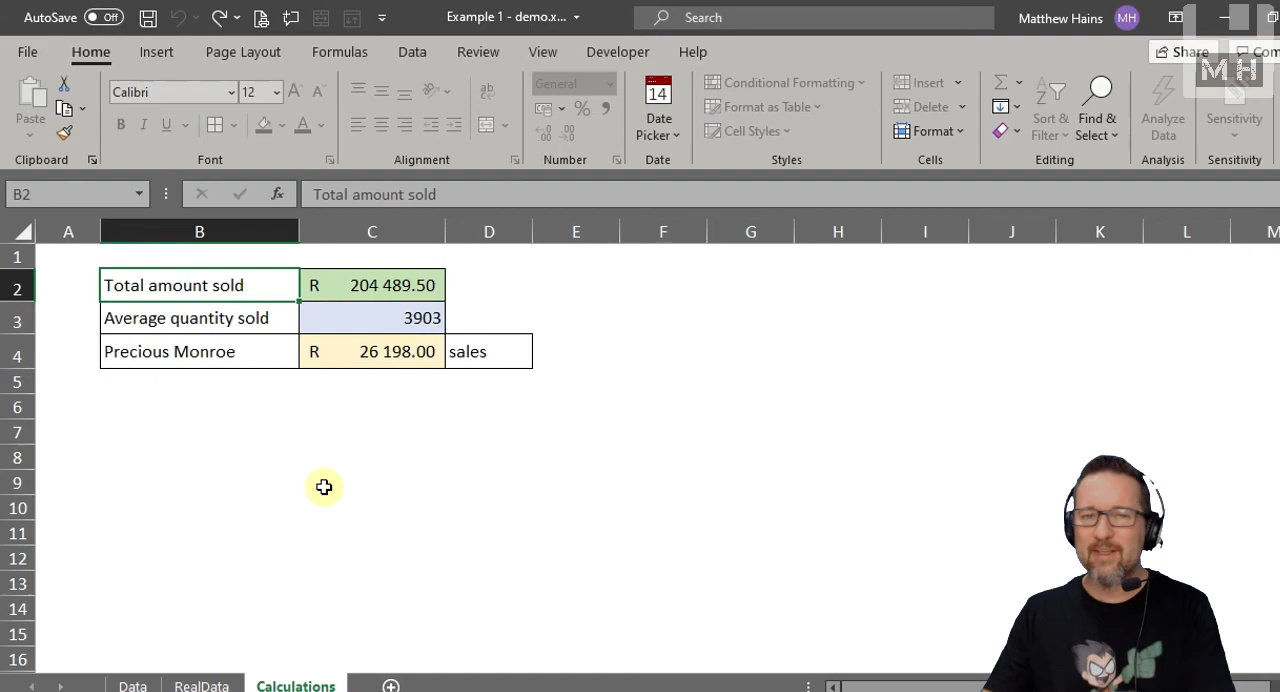 AutoSave Off Example 1 - demo.x... Search Matthew Hains MH
File Home Insert Page Layout Formulas Data Review View Developer Help Share Com
MH
Paste Calibri 12 General 14 Date Picker Conditional Formatting Format as Table Cell Styles Insert Delete Format Sort & Filter Find & Select Analyze Data Sensitivity
B I U ab %
Clipboard Font Alignment Number Date Styles Cells Editing Analysis Sensitivity
B2 fx Total amount sold
A B C D E F G H I J K L M
1
2 Total amount sold R 204 489.50
3 Average quantity sold 3903
4 Precious Monroe R 26 198.00 sales
5
6
7
8
9
10
11
12
13
14
15
16
Data RealData Calculations